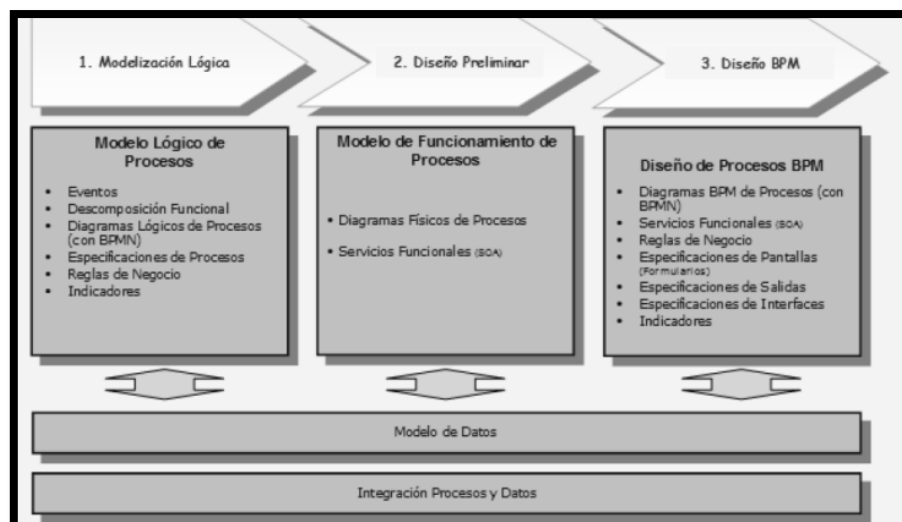 1. Modelización Lógica
2. Diseño Preliminar
3. Diseño BPM
Modelo Lógico de
Procesos
• Eventos
• Descomposición Funcional
• Diagramas Lógicos de Procesos
(con BPMN)
• Especificaciones de Procesos
• Reglas de Negocio
• Indicadores
Modelo de Funcionamiento de
Procesos
• Diagramas Físicos de Procesos
• Servicios Funcionales (SOA)
Diseño de Procesos BPM
• Diagramas BPM de Procesos (con
BPMN)
• Servicios Funcionales (SOA)
• Reglas de Negocio
• Especificaciones de Pantallas
(Formularios)
• Especificaciones de Salidas
• Especificaciones de Interfaces
• Indicadores
Modelo de Datos
Integración Procesos y Datos